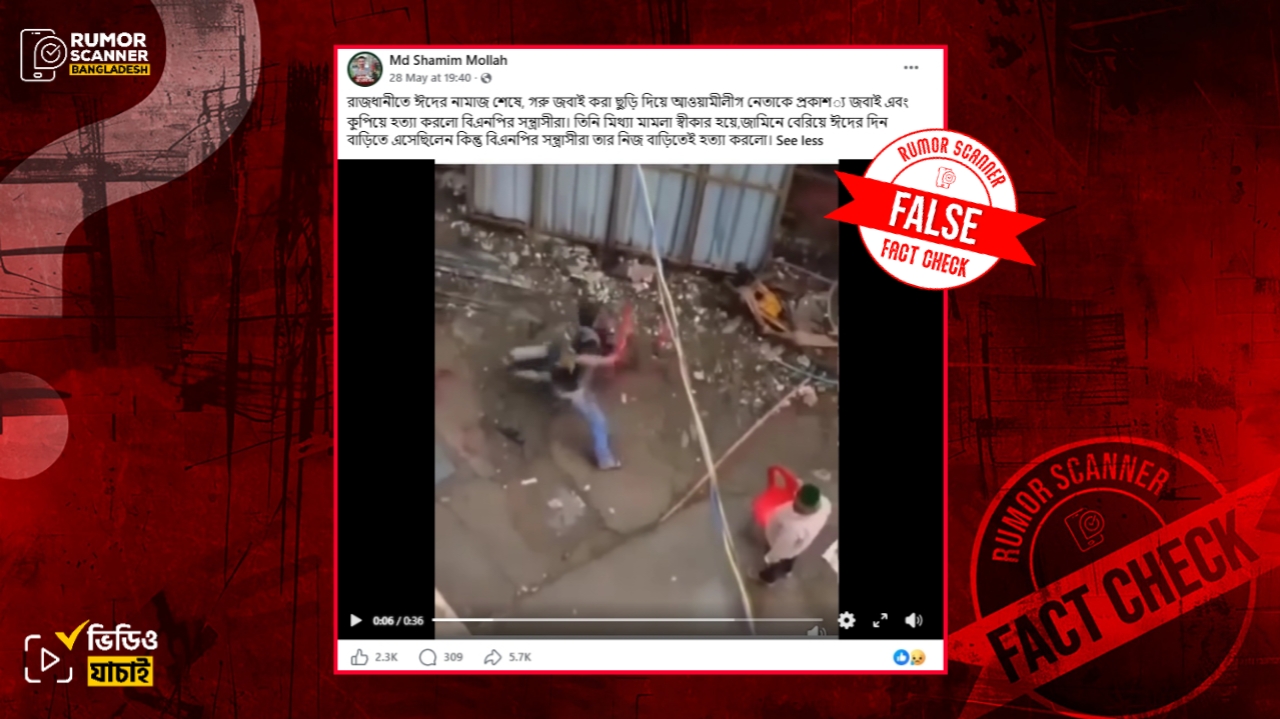 RUMOR
SCANNER
BANGLADESH
Md Shamim Mollah
28 May at 19:40
রাজধানীতে ঈদের নামাজ শেষে, গরু জবাই করা ছুড়ি দিয়ে আওয়ামীলীগ নেতাকে প্রকাশ্য জবাই এবং
কুপিয়ে হত্যা করলো বিএনপির সন্ত্রাসীরা। তিনি মিথ্যা মামলা স্বীকার হয়ে,জামিনে বেরিয়ে ঈদের দিন
বাড়িতে এসেছিলেন কিন্তু বিএনপির সন্ত্রাসীরা তার নিজ বাড়িতেই হত্যা করলো। See less
RUMOR SCANNER
FALSE
FACT CHECK
0:06 / 0:36
2.3K 309 5.7K
RUMOR SCANNER
FACT CHECK
ভিডিও
যাচাই